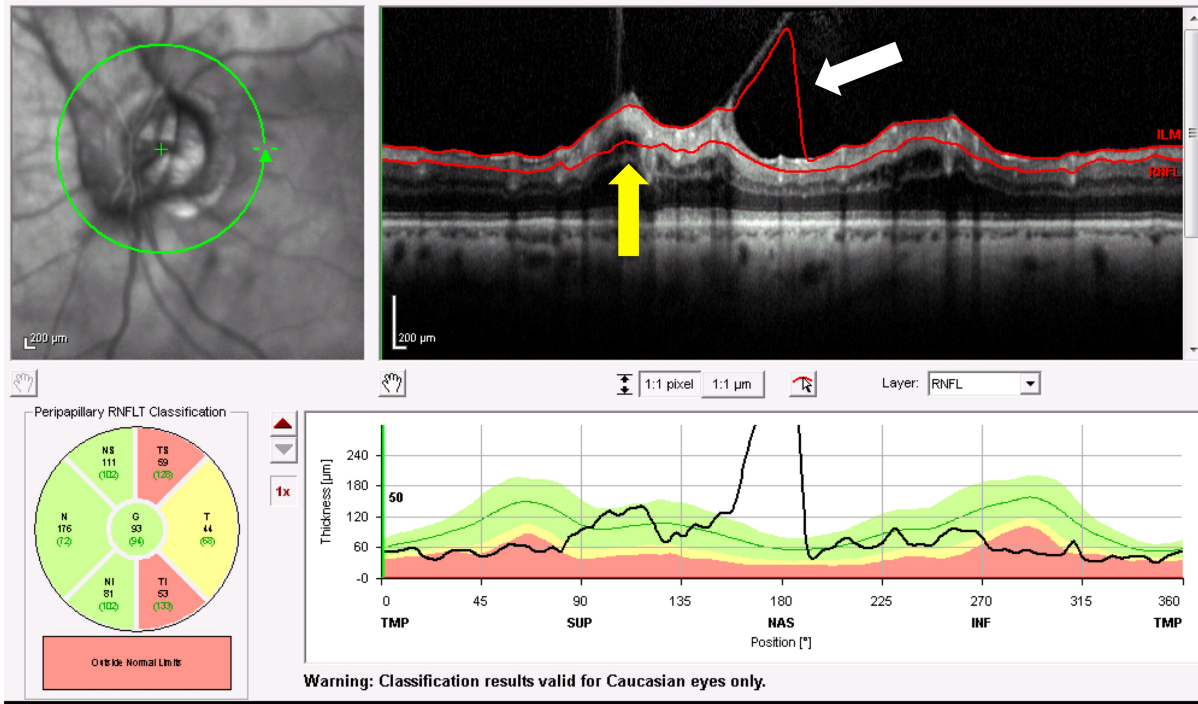 200 µm
ILM
RNFL
200 µm
1:1 pixel 1:1 µm Layer: RNFL
Peripapillary RNFLT Classification
NS
111
(102)
TS
59
(128)
N
176
(72)
G
93
(94)
T
44
(68)
NI
81
(102)
TI
53
(133)
Outside Normal Limits
1x
Thickness [µm]
240
180
120
60
-0
50
0 45 90 135 180 225 270 315 360
TMP SUP NAS INF TMP
Position [°]
Warning: Classification results valid for Caucasian eyes only.